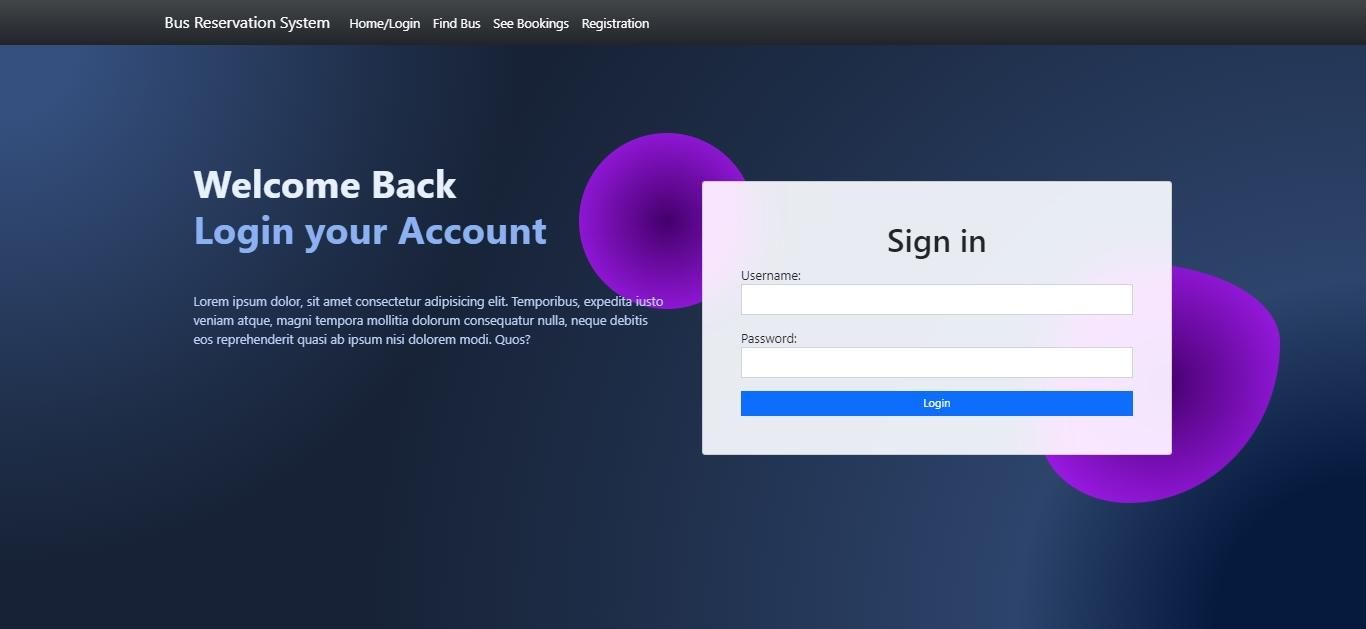 Bus Reservation System Home/Login Find Bus See Bookings Registration
Welcome Back
Login your Account
Lorem ipsum dolor, sit amet consectetur adipisicing elit. Temporibus, expedita iusto
veniam atque, magni tempora mollitia dolorum consequatur nulla, neque debitis
eos reprehenderit quasi ab ipsum nisi dolorem modi. Quos?
Sign in
Username:
Password:
Login